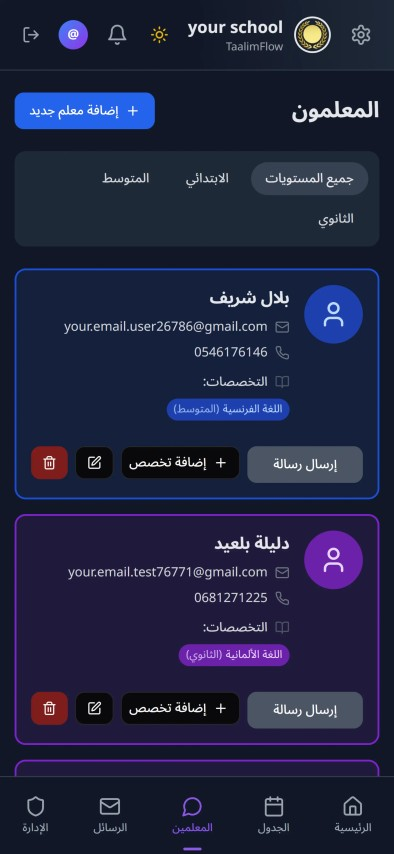 your school
TaalimFlow
@
المعلمون
إضافة معلم جديد
جميع المستويات
الابتدائي
المتوسط
الثانوي
بلال شريف
your.email.user26786@gmail.com
0546176146
التخصصات:
اللغة الفرنسية (المتوسط)
إرسال رسالة
إضافة تخصص
دليلة بلعيد
your.email.test76771@gmail.com
0681271225
التخصصات:
اللغة الألمانية (الثانوي)
إرسال رسالة
إضافة تخصص
الرئيسية
الجدول
المعلمين
الرسائل
الإدارة